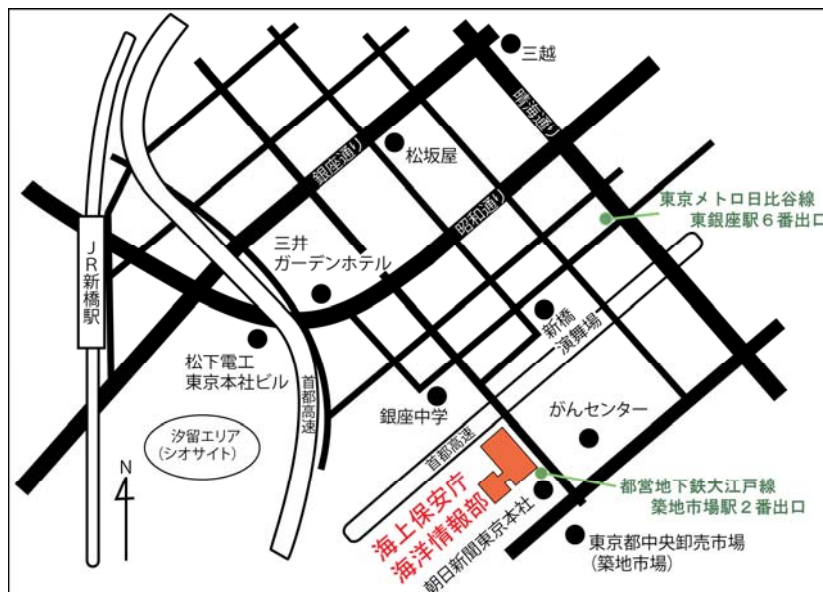 三越
晴海通り
銀座通り
松坂屋
昭和通り
東京メトロ日比谷線
東銀座駅６番出口
JR新橋駅
三井
ガーデンホテル
新橋
演舞場
松下電工
東京本社ビル
首都高速
銀座中学
がんセンター
汐留エリア
(シオサイト)
首都高速
N
海上保安庁
海洋情報部
都営地下鉄大江戸線
築地市場駅２番出口
朝日新聞東京本社
東京都中央卸売市場
(築地市場)